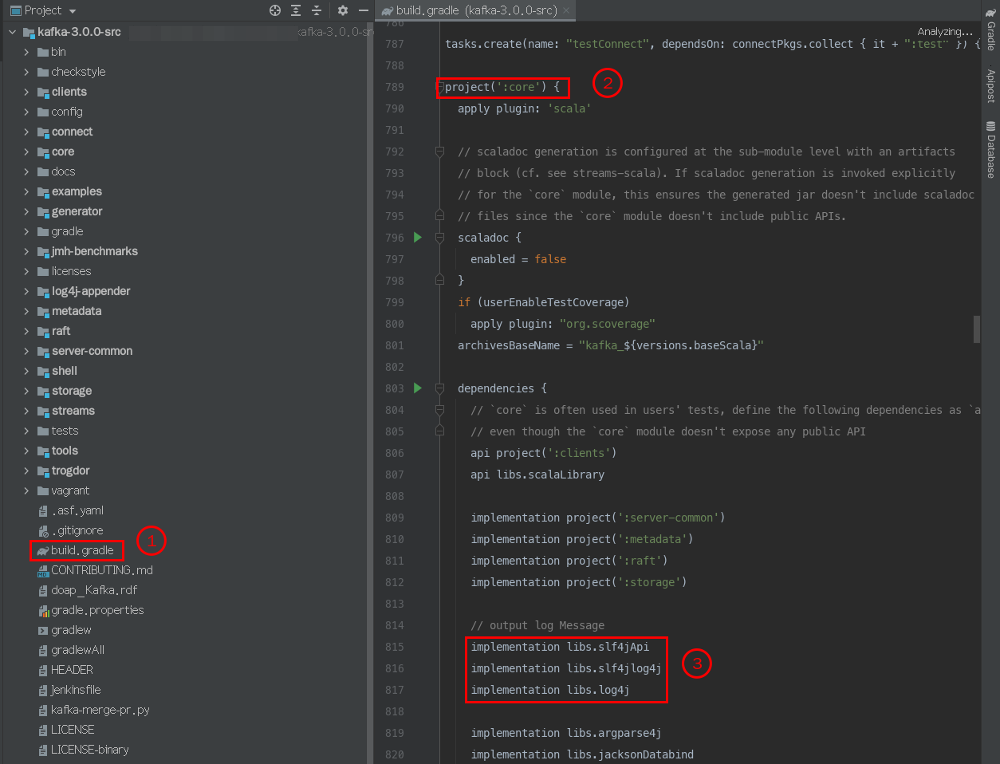 Project
kafka-3.0.0-src
bin
checkstyle
clients
config
connect
core
docs
examples
generator
gradle
jmh-benchmarks
licenses
log4j-appender
metadata
raft
server-common
shell
storage
streams
tests
tools
trogdor
vagrant
.asf.yaml
.gitignore
build.gradle
1
CONTRIBUTING.md
doap_Kafka.rdf
gradle.properties
gradlew
gradlewAll
HEADER
jenkinsfile
kafka-merge-pr.py
LICENSE
LICENSE-binary
build.gradle (kafka-3.0.0-src)
Analyzing...
787 tasks.create(name: "testConnect", dependsOn: connectPkgs.collect { it + ":test" }) {
788
789 project(':core') {
2
790 apply plugin: 'scala'
791
792 // scaladoc generation is configured at the sub-module level with an artifacts
793 // block (cf. see streams-scala). If scaladoc generation is invoked explicitly
794 // for the `core` module, this ensures the generated jar doesn't include scaladoc
795 // files since the `core` module doesn't include public APIs.
796 scaladoc {
797 enabled = false
798 }
799 if (userEnableTestCoverage)
800 apply plugin: "org.scoverage"
801 archivesBaseName = "kafka_${versions.baseScala}"
802
803 dependencies {
804 // `core` is often used in users' tests, define the following dependencies as `a
805 // even though the `core` module doesn't expose any public API
806 api project(':clients')
807 api libs.scalaLibrary
808
809 implementation project(':server-common')
810 implementation project(':metadata')
811 implementation project(':raft')
812 implementation project(':storage')
813
814 // output log Message
815 implementation libs.slf4jApi
816 implementation libs.slf4jlog4j
3
817 implementation libs.log4j
818
819 implementation libs.argparse4j
820 implementation libs.jacksonDatabind
Gradle
Apipost
Database